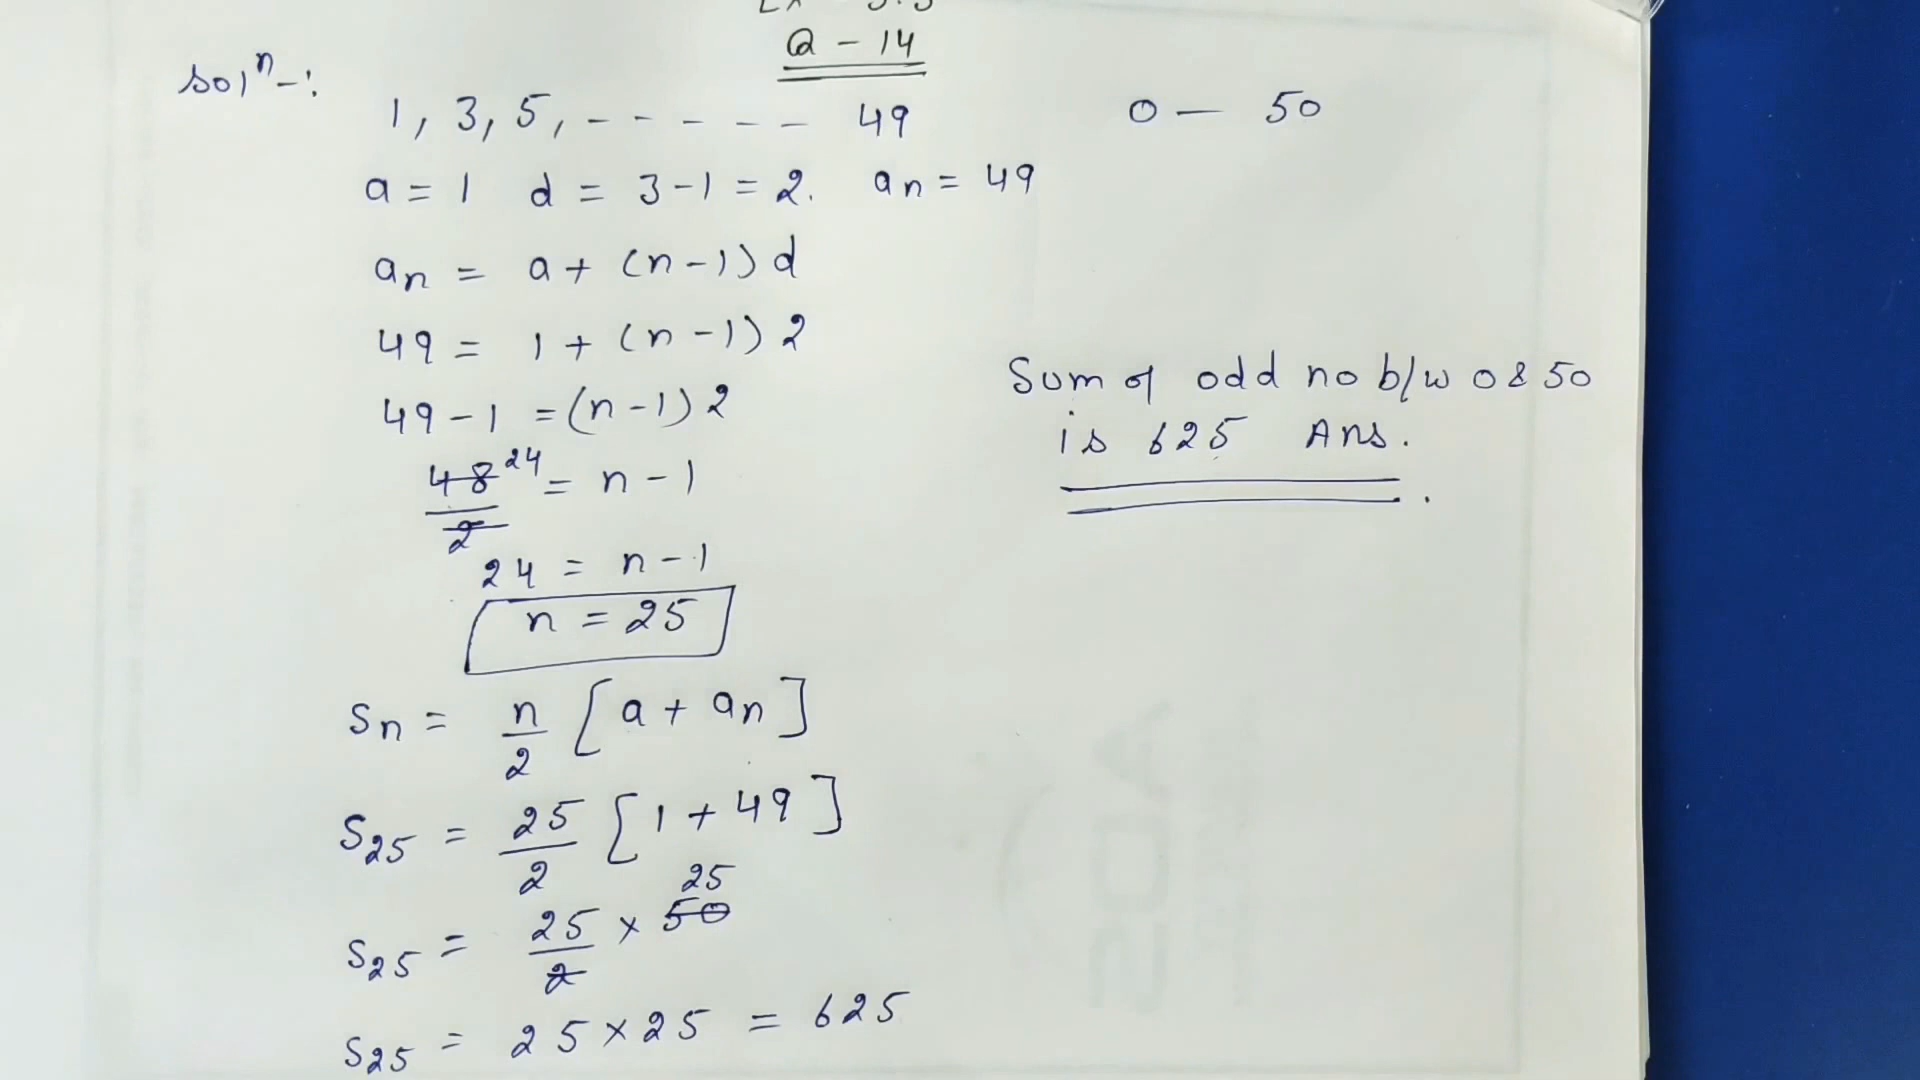 Q - 14
Solⁿ -:
1, 3, 5, - - - - - 49
0 — 50
a = 1 d = 3 - 1 = 2. an = 49
an = a + (n - 1) d
49 = 1 + (n - 1) 2
49 - 1 = (n - 1) 2
48/2 24 = n - 1
24 = n - 1
n = 25
Sn = n/2 [a + an]
S25 = 25/2 [1 + 49]
S25 = 25/2 × 50 25
S25 = 25 × 25 = 625
Sum of odd no b/w 0 & 50
is 625 Ans.